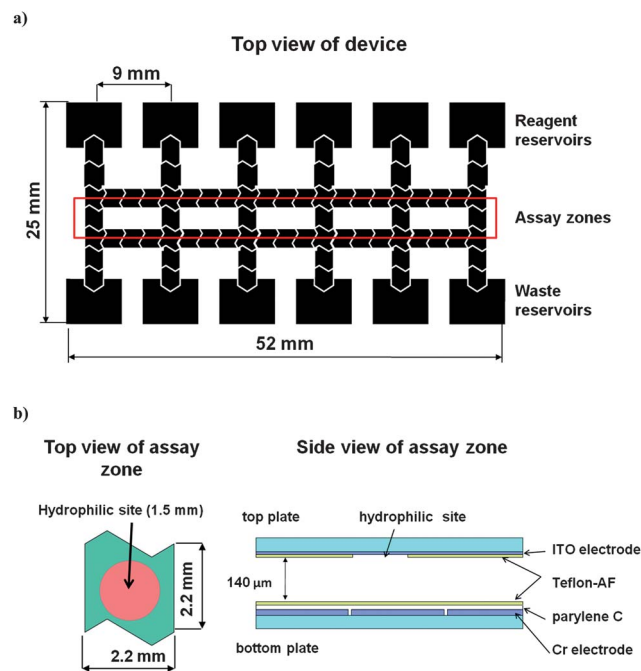 a)
Top view of device
9 mm
Reagent
reservoirs
25 mm
Assay zones
Waste
reservoirs
52 mm
b)
Top view of assay
zone
Side view of assay zone
Hydrophilic site (1.5 mm)
top plate
hydrophilic site
ITO electrode
Teflon-AF
140 µm
2.2 mm
parylene C
Cr electrode
bottom plate
2.2 mm